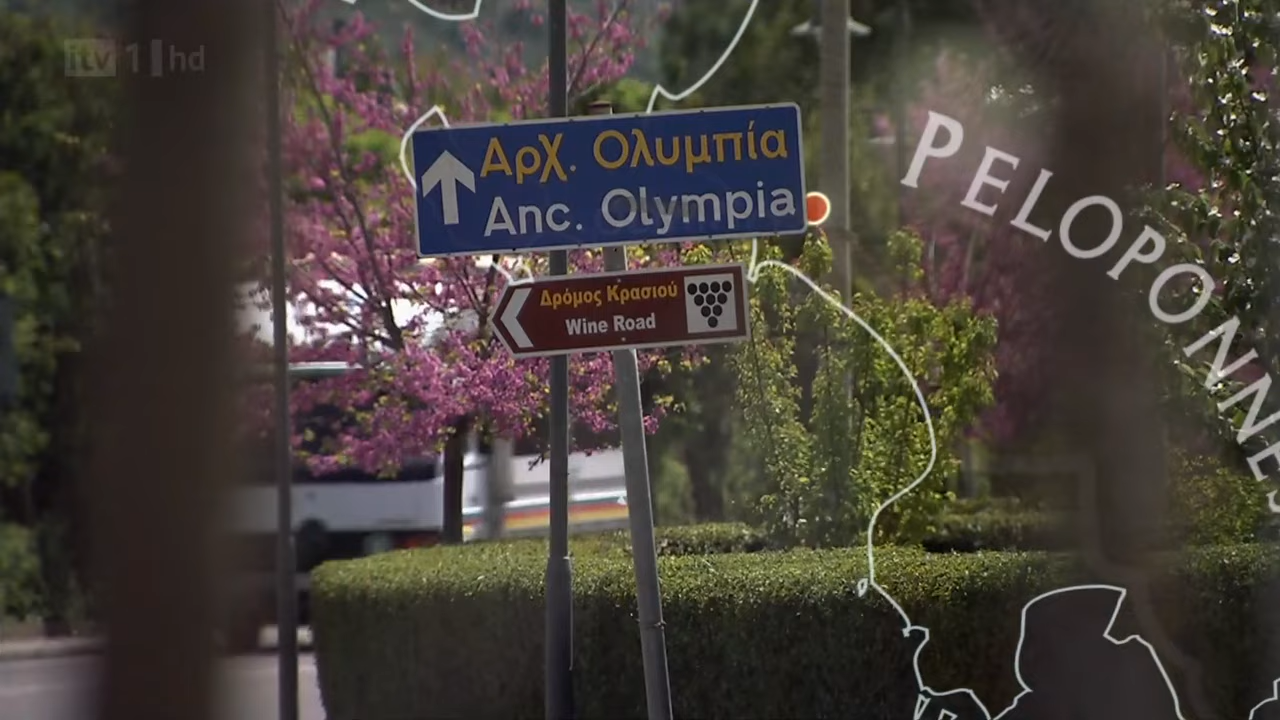 itv 1 hd
Αρχ. Ολυμπία
Anc. Olympia
Δρόμος Κρασιού
Wine Road
PELOPONNES